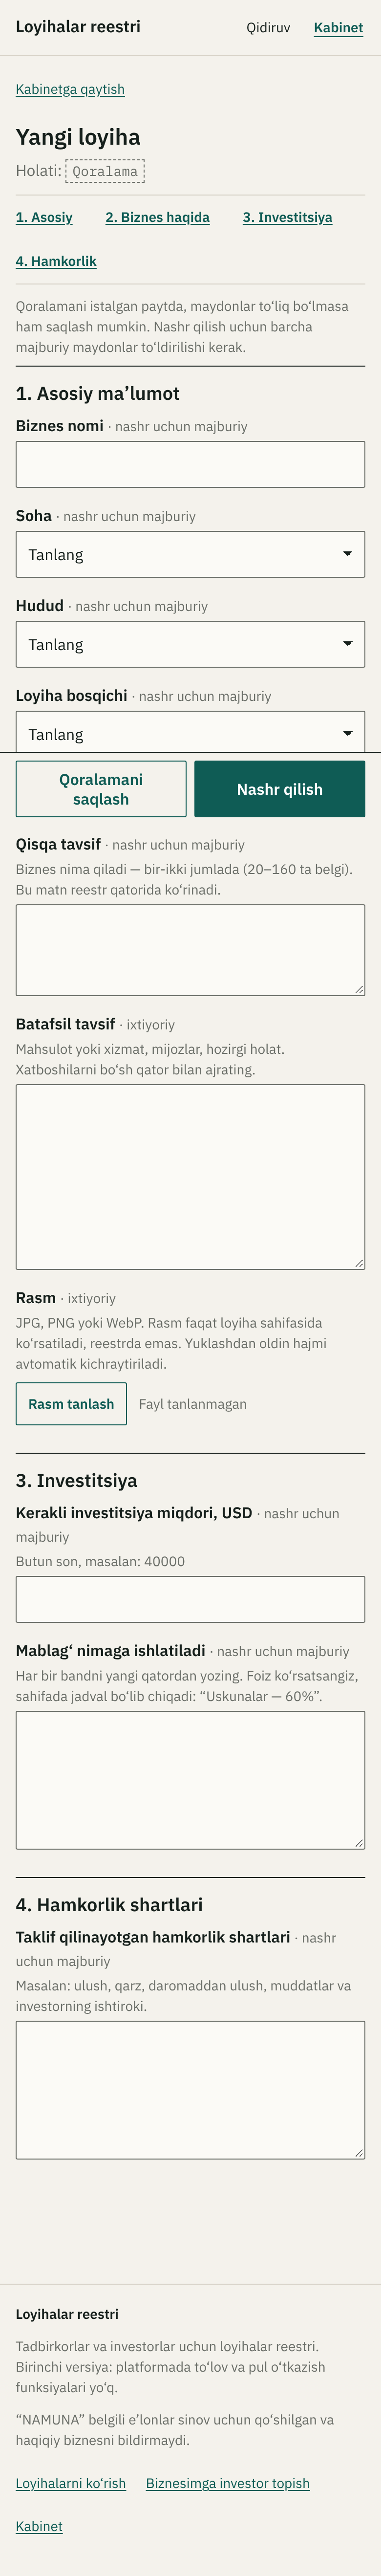 Loyihalar reestri
Qidiruv
Kabinet
Kabinetga qaytish
Yangi loyiha
Holati: Qoralama
1. Asosiy
2. Biznes haqida
3. Investitsiya
4. Hamkorlik
Qoralamani istalgan paytda, maydonlar to‘liq bo‘lmasa
ham saqlash mumkin. Nashr qilish uchun barcha
majburiy maydonlar to‘ldirilishi kerak.
1. Asosiy ma’lumot
Biznes nomi · nashr uchun majburiy
Soha · nashr uchun majburiy
Tanlang
Hudud · nashr uchun majburiy
Tanlang
Loyiha bosqichi · nashr uchun majburiy
Tanlang
Qoralamani
saqlash
Nashr qilish
Qisqa tavsif · nashr uchun majburiy
Biznes nima qiladi — bir-ikki jumlada (20–160 ta belgi).
Bu matn reestr qatorida ko‘rinadi.
Batafsil tavsif · ixtiyoriy
Mahsulot yoki xizmat, mijozlar, hozirgi holat.
Xatboshilarni bo‘sh qator bilan ajrating.
Rasm · ixtiyoriy
JPG, PNG yoki WebP. Rasm faqat loyiha sahifasida
ko‘rsatiladi, reestrda emas. Yuklashdan oldin hajmi
avtomatik kichraytiriladi.
Rasm tanlash
Fayl tanlanmagan
3. Investitsiya
Kerakli investitsiya miqdori, USD · nashr uchun
majburiy
Butun son, masalan: 40000
Mablag‘ nimaga ishlatiladi · nashr uchun majburiy
Har bir bandni yangi qatordan yozing. Foiz ko‘rsatsangiz,
sahifada jadval bo‘lib chiqadi: “Uskunalar — 60%”.
4. Hamkorlik shartlari
Taklif qilinayotgan hamkorlik shartlari · nashr
uchun majburiy
Masalan: ulush, qarz, daromaddan ulush, muddatlar va
investorning ishtiroki.
Loyihalar reestri
Tadbirkorlar va investorlar uchun loyihalar reestri.
Birinchi versiya: platformada to‘lov va pul o‘tkazish
funksiyalari yo‘q.
“NAMUNA” belgili e’lonlar sinov uchun qo‘shilgan va
haqiqiy biznesni bildirmaydi.
Loyihalarni ko‘rish
Biznesimga investor topish
Kabinet